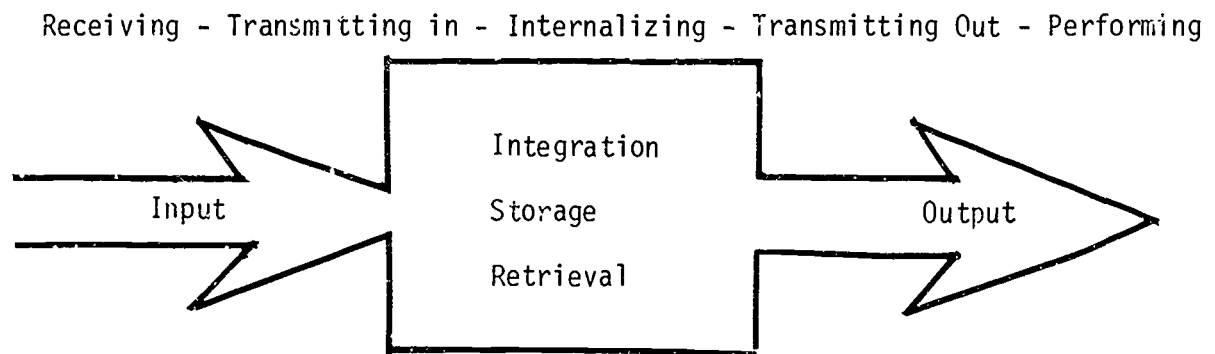 Receiving - Transmitting in - Internalizing - Transmitting Out - Performing
Integration
Input
Storage
Output
Retrieval